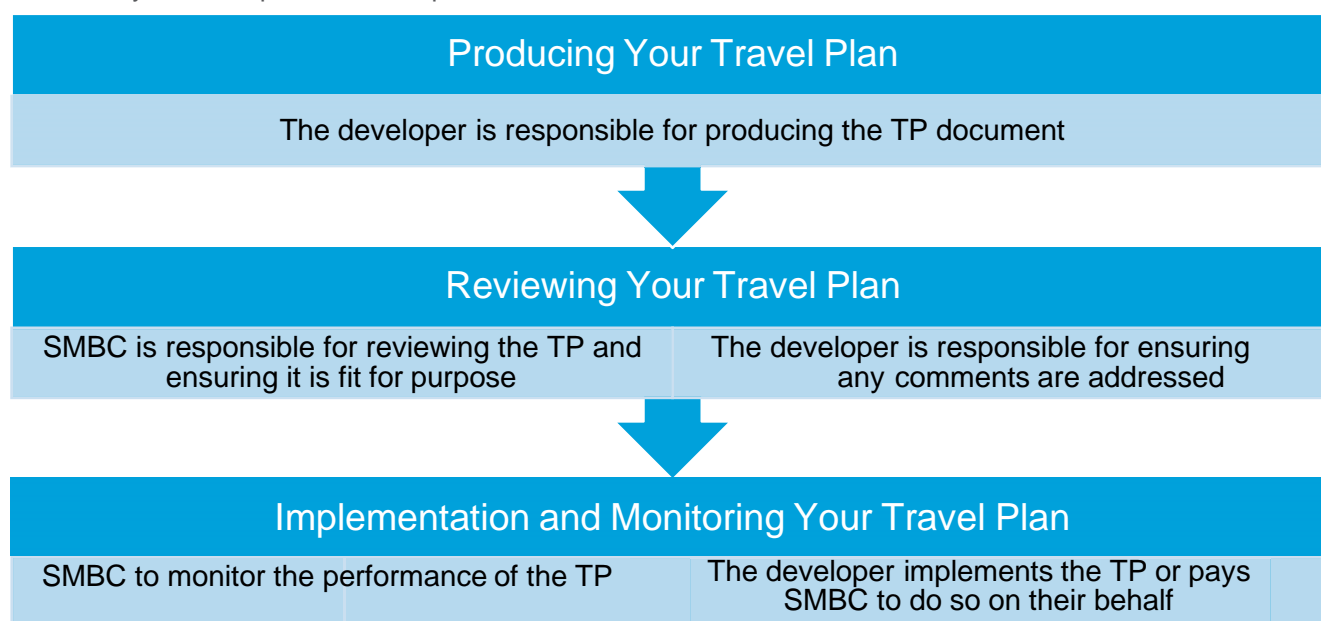 Producing Your Travel Plan
The developer is responsible for producing the TP document
Reviewing Your Travel Plan
SMBC is responsible for reviewing the TP and
ensuring it is fit for purpose
The developer is responsible for ensuring
any comments are addressed
Implementation and Monitoring Your Travel Plan
SMBC to monitor the performance of the TP
The developer implements the TP or pays
SMBC to do so on their behalf